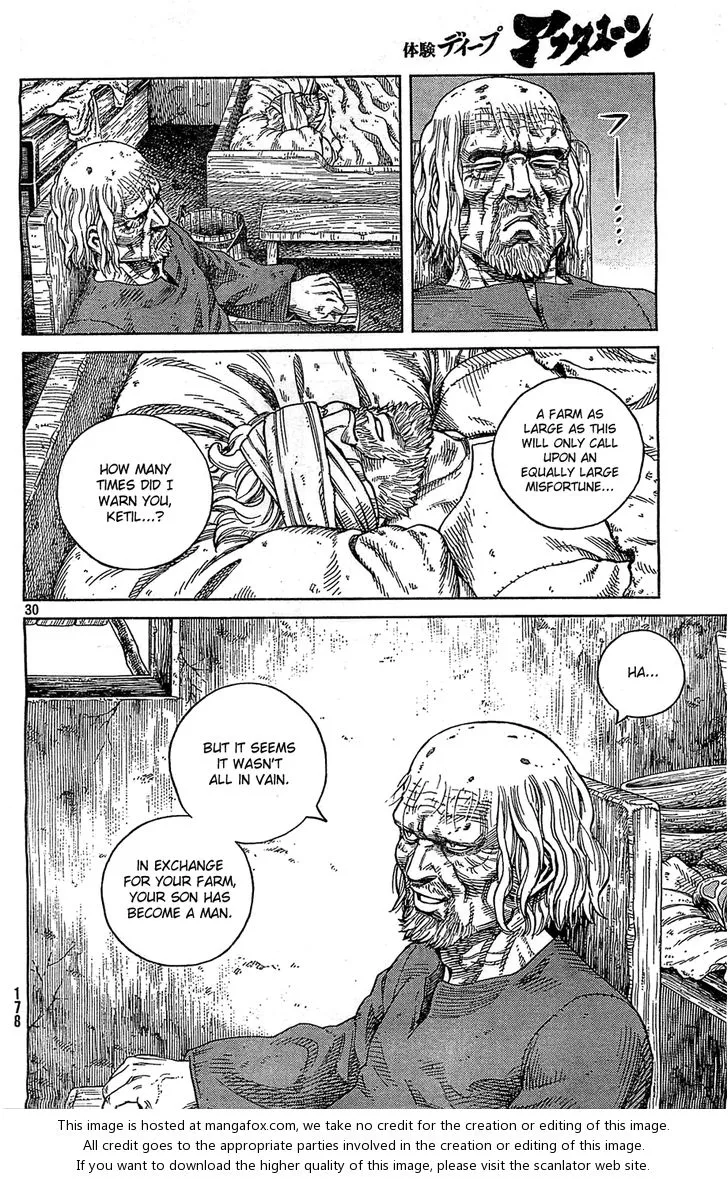 体験ディープ アフタヌーン
フーー‥‥
A FARM AS
LARGE AS THIS
WILL ONLY CALL
UPON AN
EQUALLY LARGE
MISFORTUNE...
HOW MANY
TIMES DID I
WARN YOU,
KETIL...?
30
HA...
BUT IT SEEMS
IT WASN'T
ALL IN VAIN.
IN EXCHANGE
FOR YOUR FARM,
YOUR SON HAS
BECOME A MAN.
178
This image is hosted at mangafox.com, we take no credit for the creation or editing of this image.
All credit goes to the appropriate parties involved in the creation or editing of this image.
If you want to download the higher quality of this image, please visit the scanlator web site.